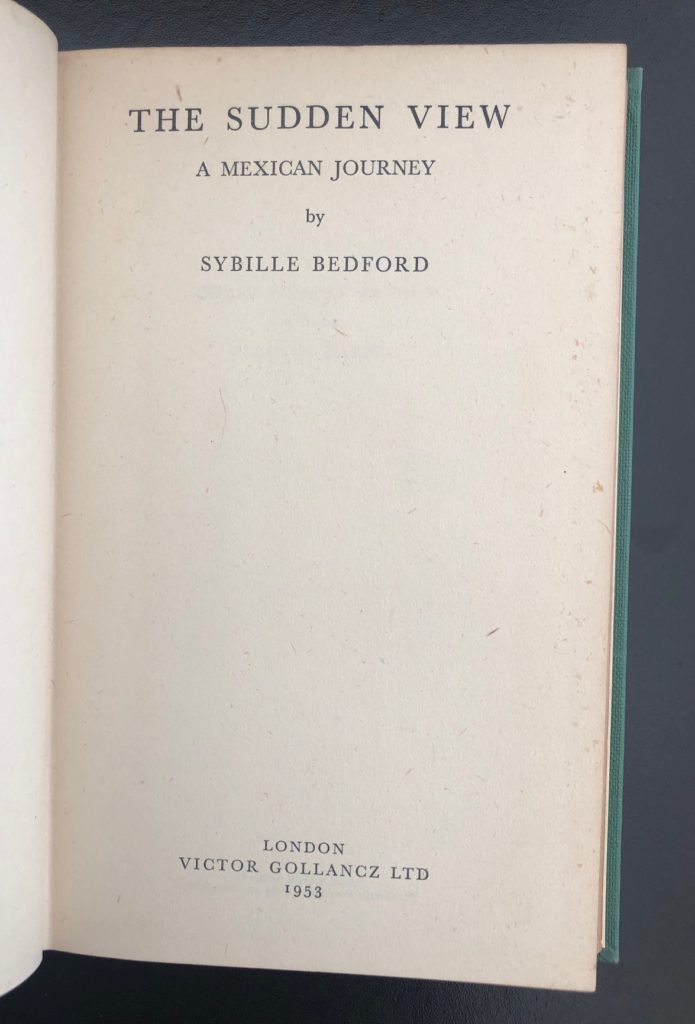 THE SUDDEN VIEW
A MEXICAN JOURNEY
by
SYBILLE BEDFORD
LONDON
VICTOR GOLLANCZ LTD
1953